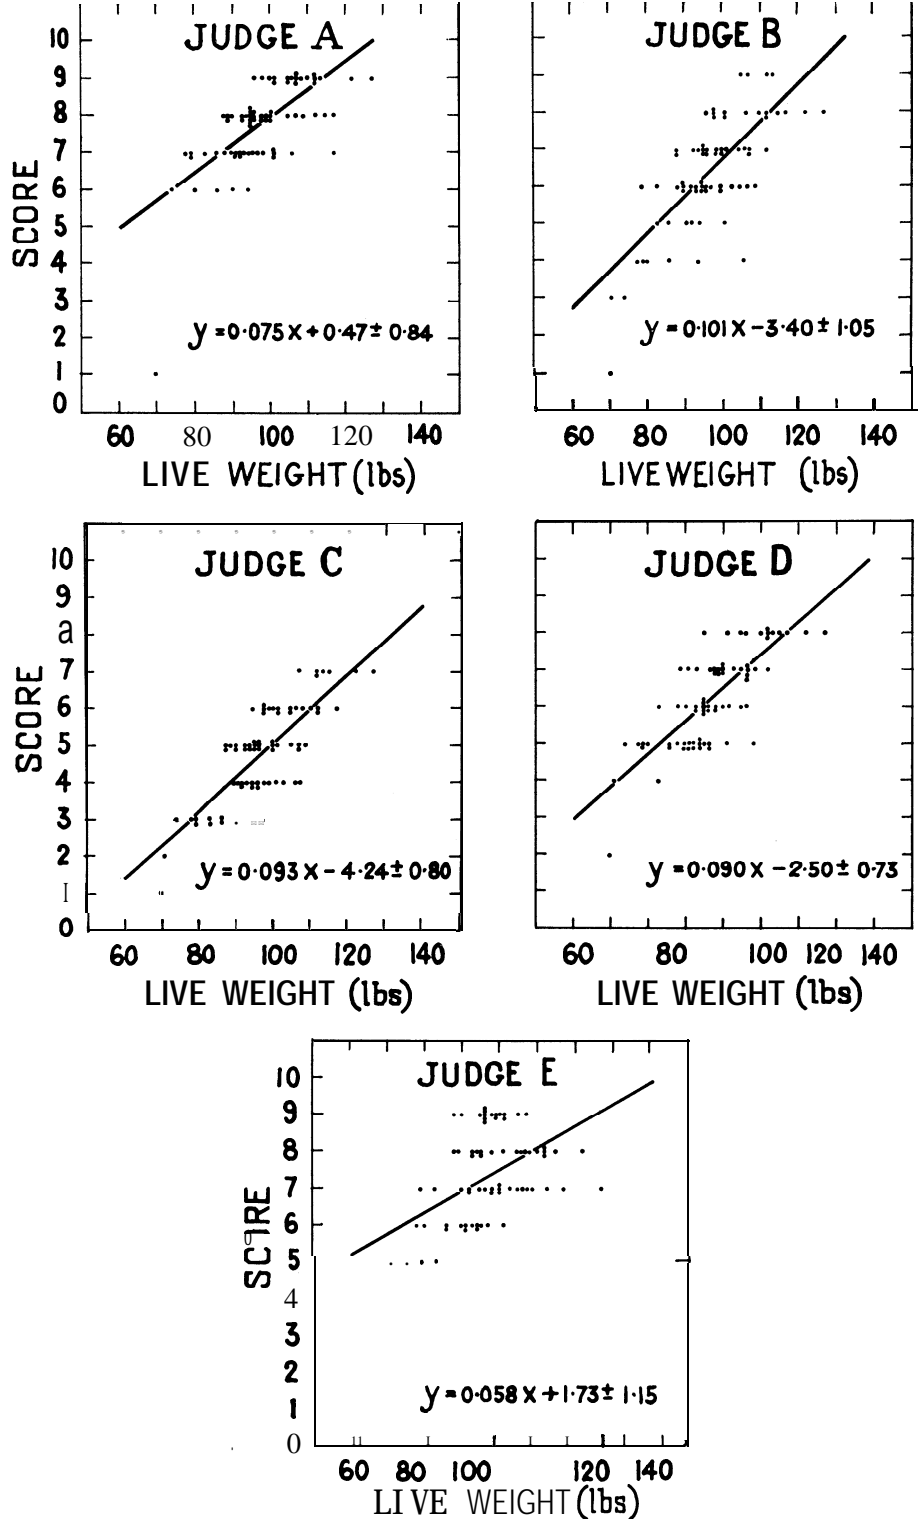 JUDGE A
10
9
8
7
6
5
4
3
2
1
0
SCORE
y = 0·075 X + 0·47 ± 0·84
60 80 100 120 140
LIVE WEIGHT (lbs)
JUDGE B
y = 0·101 X − 3·40 ± 1·05
60 80 100 120 140
LIVE WEIGHT (lbs)
JUDGE C
10
9
a
7
6
5
4
3
2
I
0
SCORE
y = 0·093 X − 4·24 ± 0·80
60 80 100 120 140
LIVE WEIGHT (lbs)
JUDGE D
y = 0·090 X − 2·50 ± 0·73
60 80 100 120 140
LIVE WEIGHT (lbs)
JUDGE E
10
9
8
7
6
5
4
3
2
1
0
y = 0·058 X + 1·73 ± 1·15
60 80 100 120 140
LIVE WEIGHT (lbs)